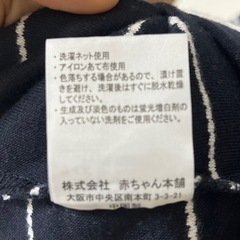 ・洗濯ネット使用
・アイロンあて布使用
・色落ちする場合があるので、漬け置
きを避け、洗濯後はすぐに脱水乾燥
してください。
・生成及び淡色のものは蛍光増白剤の
入っていない洗剤をご使用ください。
株式会社 赤ちゃん本舗
大阪市中央区南本町3-3-21
中国製